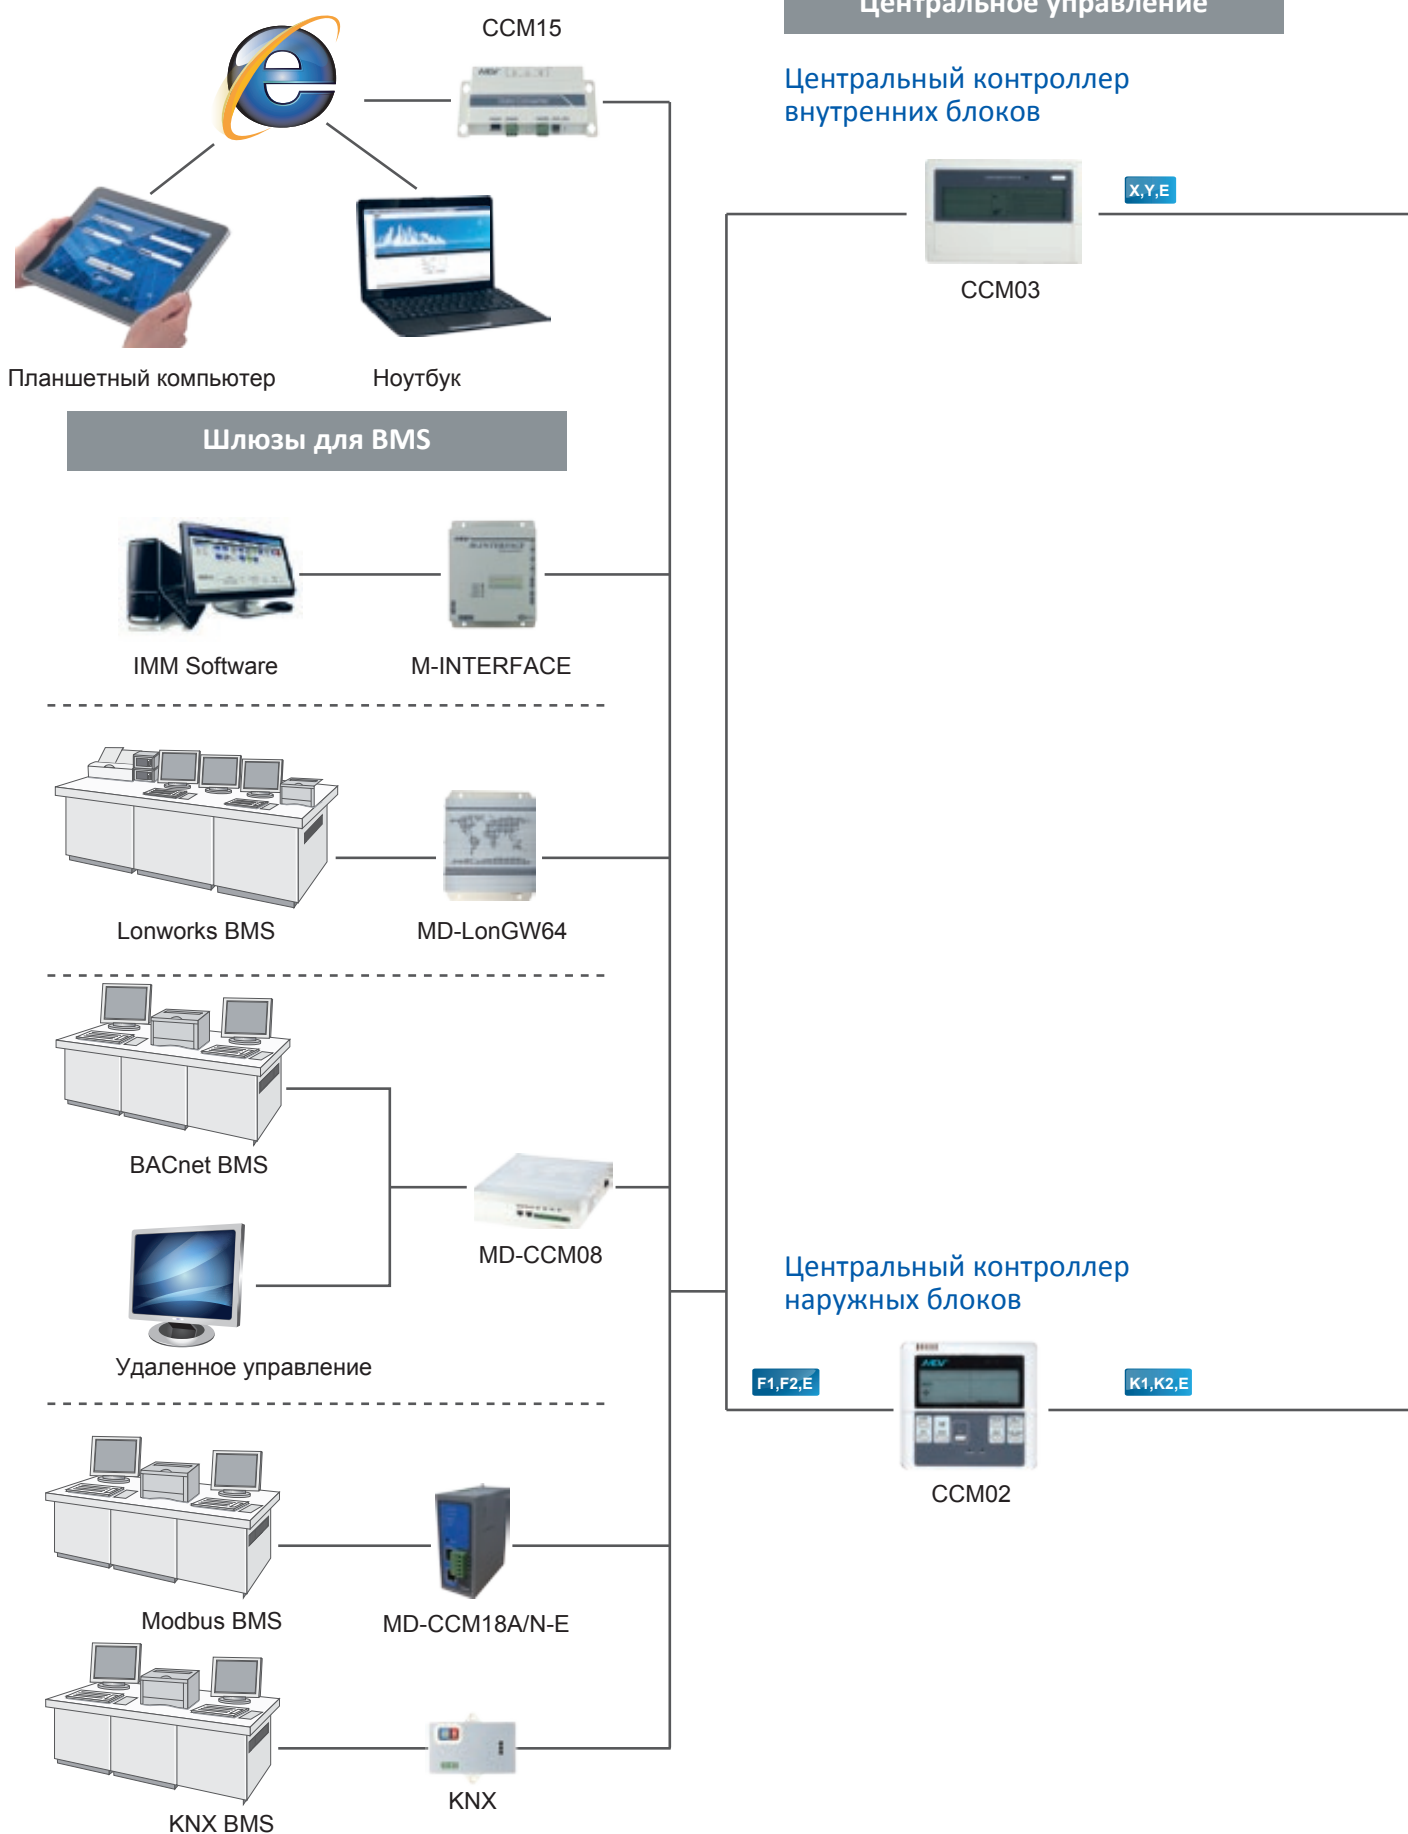 Центральное управление
CCM15
Центральный контроллер
внутренних блоков
X,Y,E
CCM03
Планшетный компьютер
Ноутбук
Шлюзы для BMS
M-INTERFACE
IMM Software
M-INTERFACE
Lonworks BMS
MD-LonGW64
BACnet BMS
MD-CCM08
Удаленное управление
Центральный контроллер
наружных блоков
F1,F2,E
MDV
K1,K2,E
CCM02
Modbus BMS
MD-CCM18A/N-E
KNX BMS
KNX